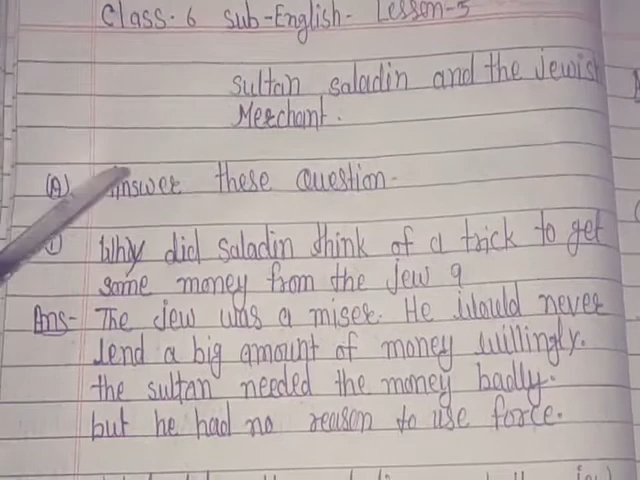 Class-6 Sub-English- Lesson-5
Sultan saladin and the jewish
Merchant.
(A) Answer these question-
Why did saladin think of a trick to get
some money from the jew ?
Ans- The jew was a miser. He would never
lend a big amount of money willingly.
the sultan needed the money badly.
but he had no reason to use force.